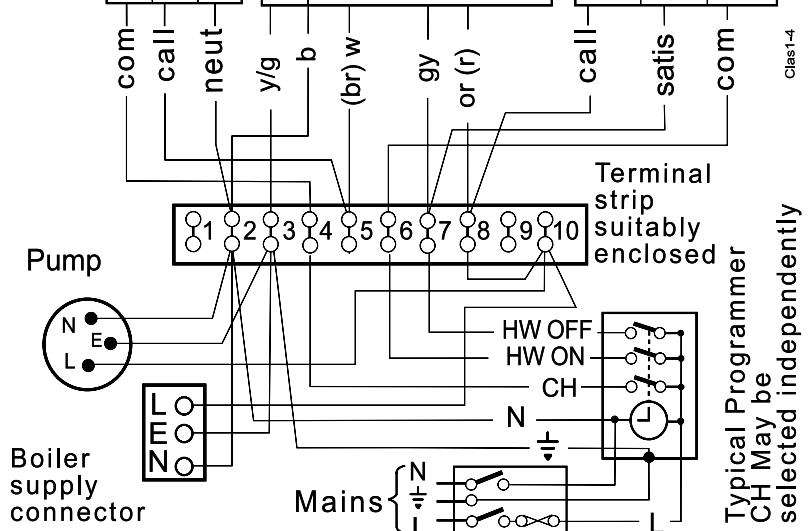 com
call
neut
y/g
b
(br) w
gy
or (r)
call
satis
com
Clas1-4
Terminal
strip
suitably
enclosed
1 2 3 4 5 6 7 8 9 10
Pump
N
E
L
HW OFF
HW ON
CH
N
L
E
N
Boiler
supply
connector
Mains
N
L
L
Typical Programmer
CH May be
selected independently